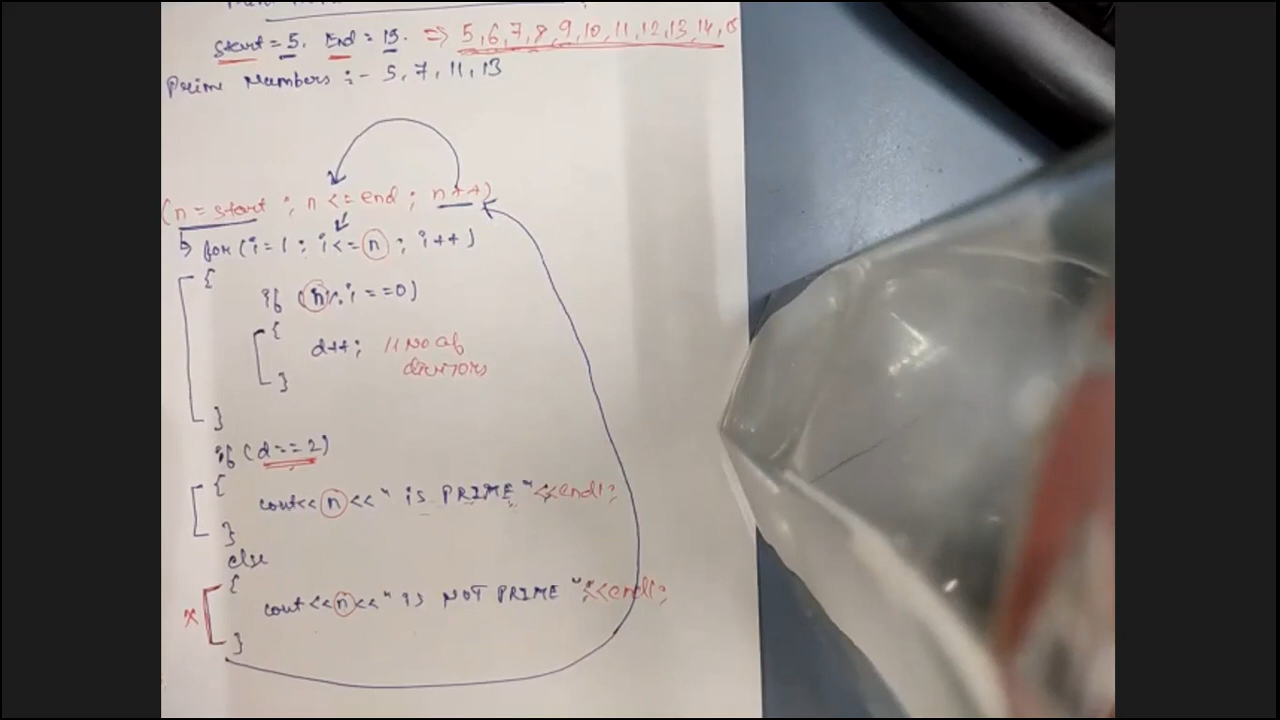 Start = 5. End = 15. => 5,6,7,8,9,10,11,12,13,14,15
Prime Numbers :- 5, 7, 11, 13
(n = start ; n <= end ; n++)
for (i = 1 ; i <= n ; i++)
{
if (n % i == 0)
{
d++; // No of
divitors
}
}
if (d == 2)
{
cout<< n << " is PRIME " <<endl;
}
else
{
cout << n << " is NOT PRIME " <<endl;
x
}